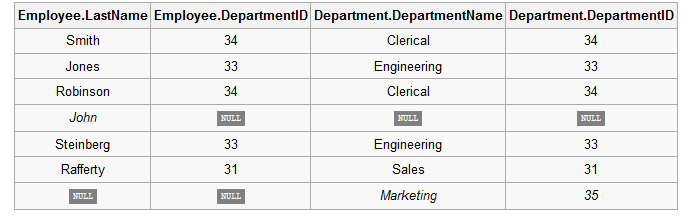 Employee.LastName Employee.DepartmentID Department.DepartmentName Department.DepartmentID
Smith 34 Clerical 34
Jones 33 Engineering 33
Robinson 34 Clerical 34
John NULL NULL NULL
Steinberg 33 Engineering 33
Rafferty 31 Sales 31
NULL NULL Marketing 35